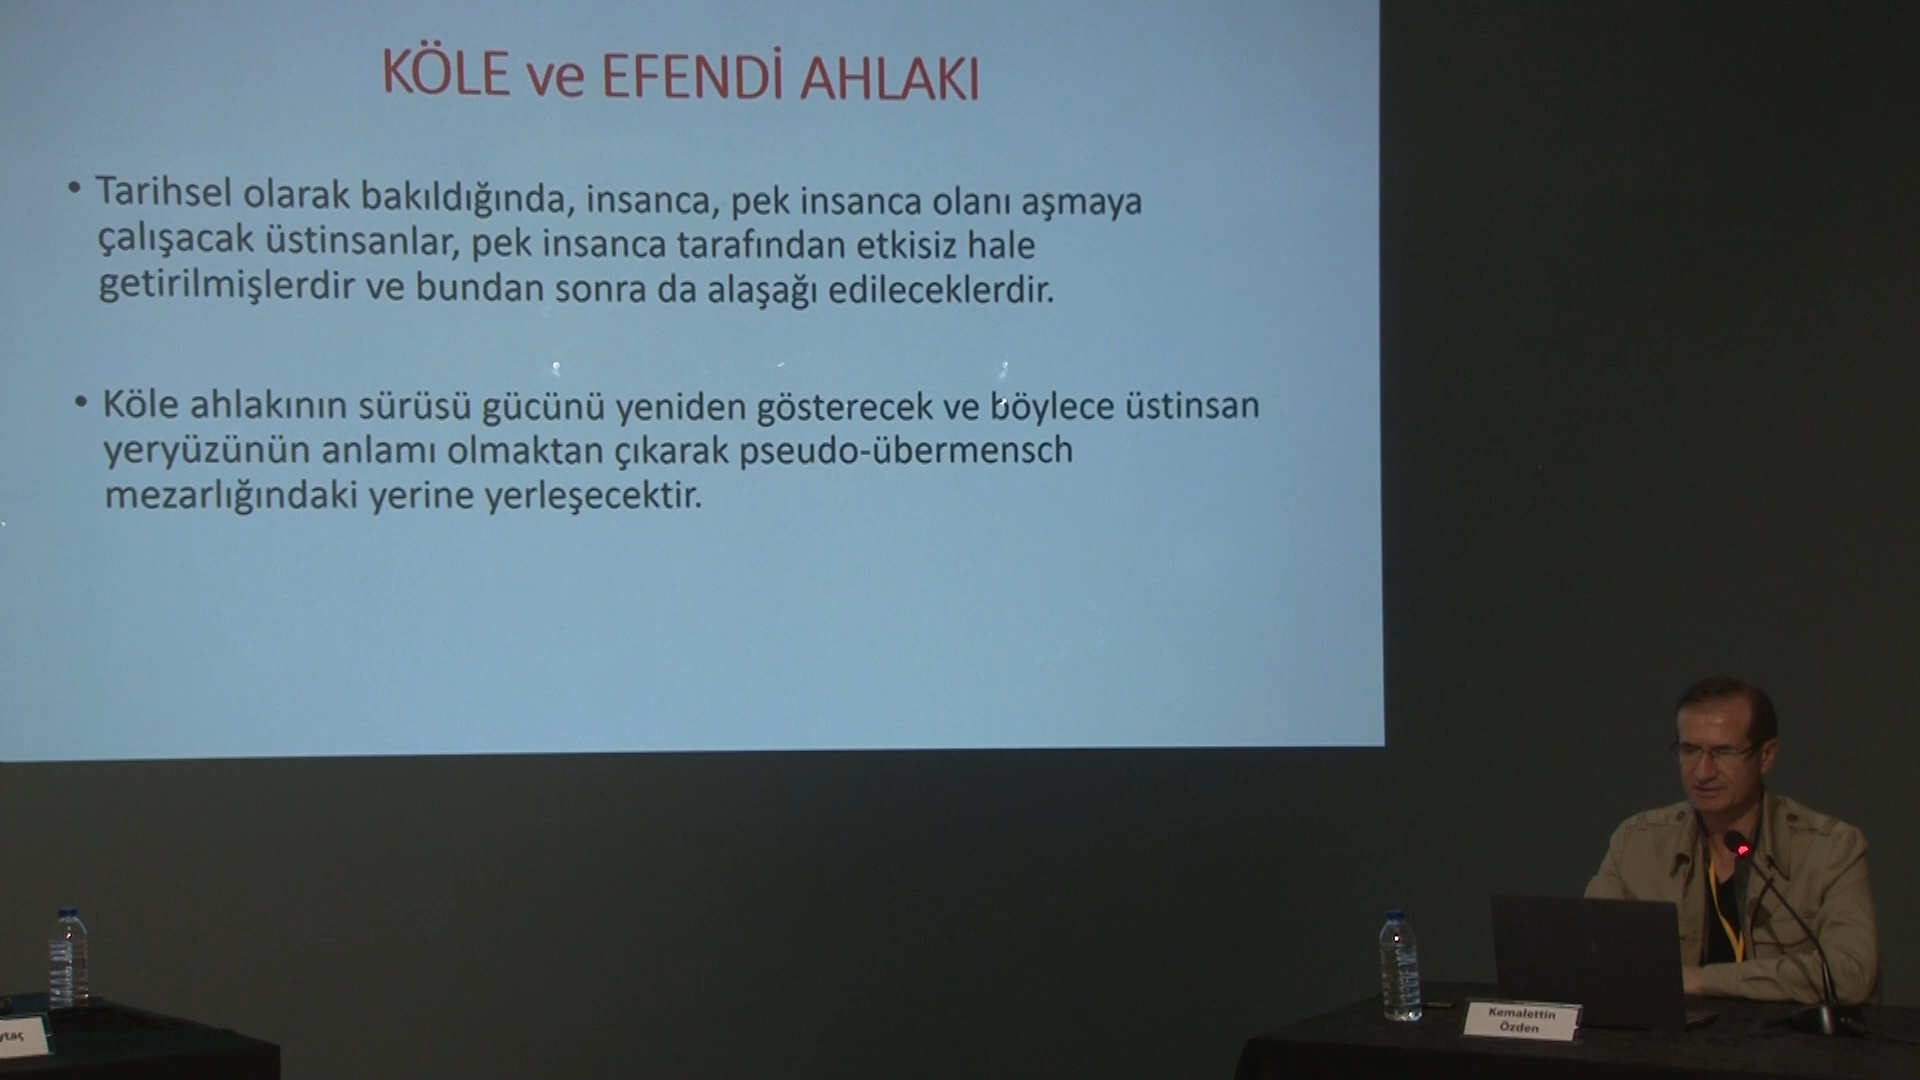 KÖLE ve EFENDİ AHLAKI
• Tarihsel olarak bakıldığında, insanca, pek insanca olanı aşmaya
çalışacak üstinsanlar, pek insanca tarafından etkisiz hale
getirilmişlerdir ve bundan sonra da alaşağı edileceklerdir.
• Köle ahlakının sürüsü gücünü yeniden gösterecek ve böylece üstinsan
yeryüzünün anlamı olmaktan çıkarak pseudo-übermensch
mezarlığındaki yerine yerleşecektir.
Kemalettin
Özden